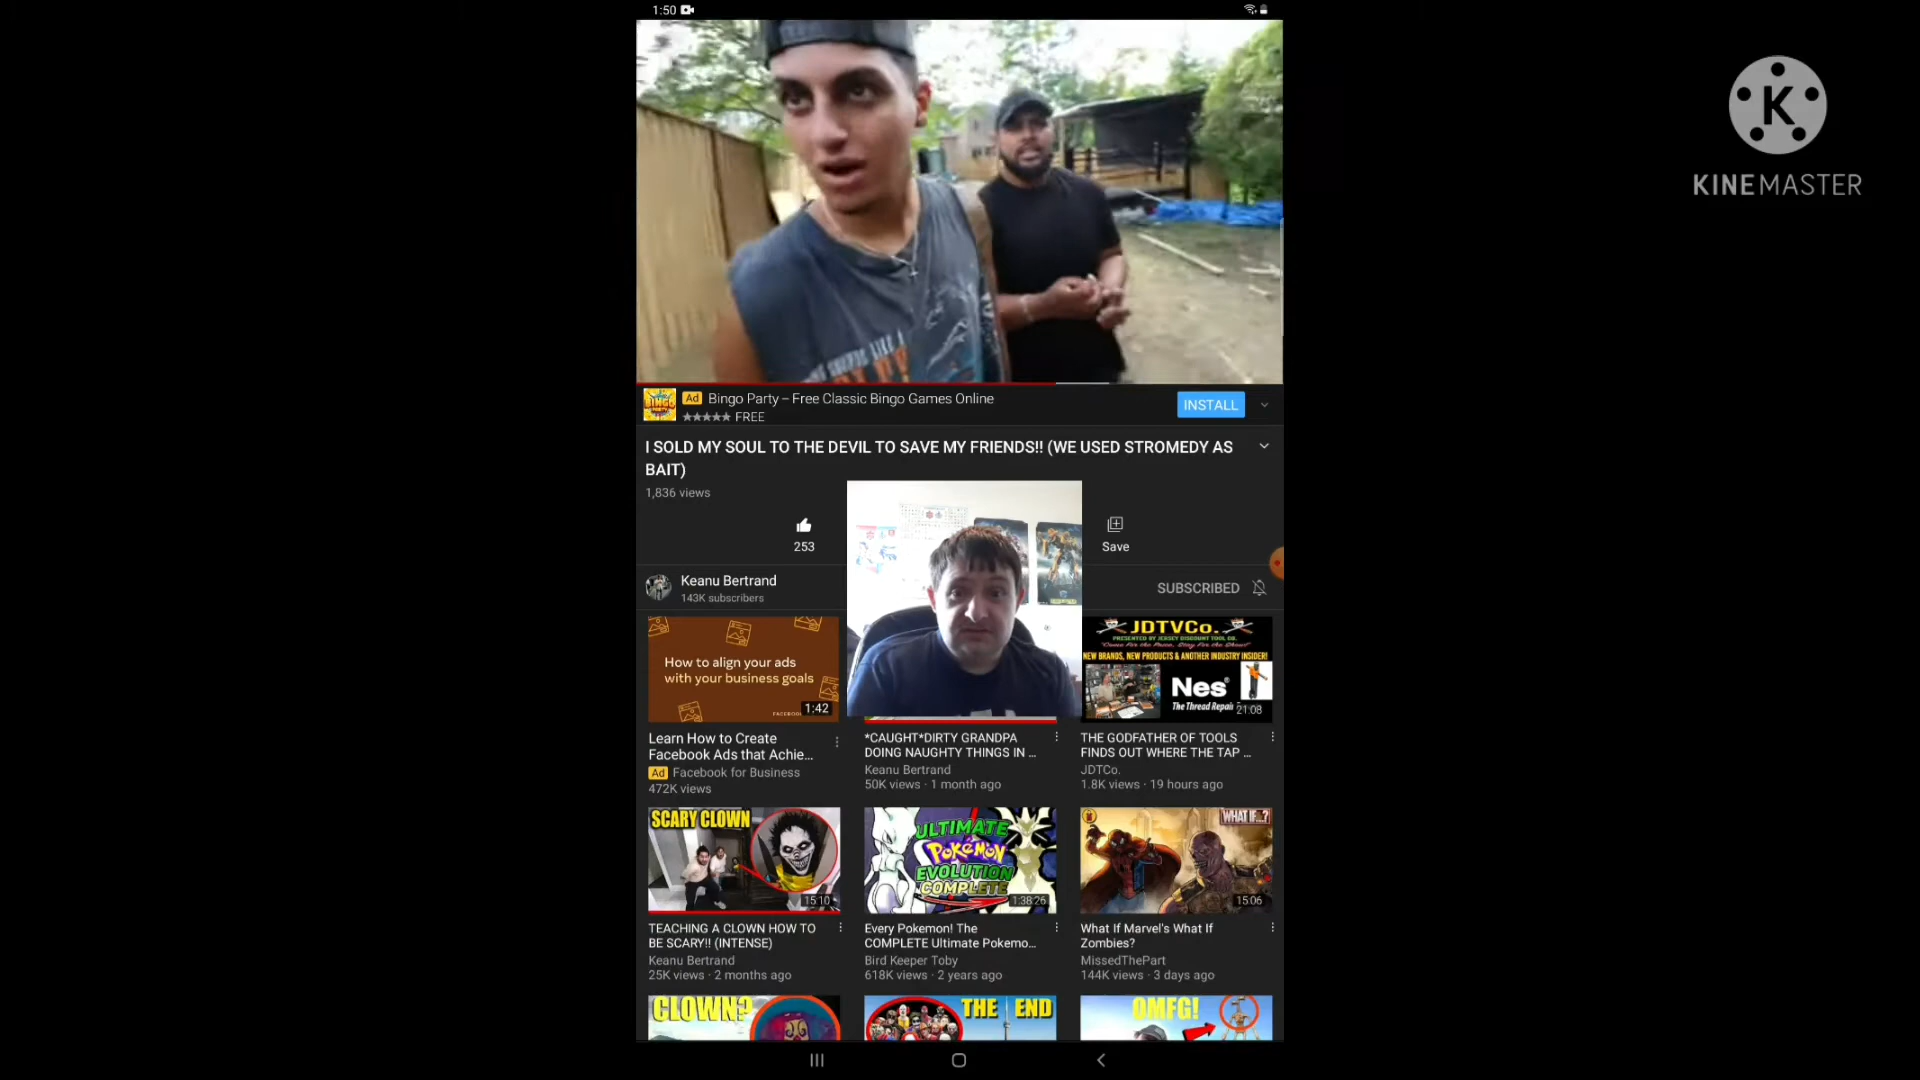 1:50
K
KINEMASTER
BINGO
Ad Bingo Party – Free Classic Bingo Games Online
FREE
INSTALL
I SOLD MY SOUL TO THE DEVIL TO SAVE MY FRIENDS!! (WE USED STROMEDY AS
BAIT)
1,836 views
253
Save
Keanu Bertrand
143K subscribers
SUBSCRIBED
How to align your ads
with your business goals
1:42
JDTVCo.
PRESENTED BY JERSEY DISCOUNT TOOL CO.
NEW BRANDS, NEW PRODUCTS & ANOTHER INDUSTRY INSIDER!
Nes
The Thread Repair
21:08
Learn How to Create
Facebook Ads that Achie...
Ad Facebook for Business
472K views
*CAUGHT*DIRTY GRANDPA
DOING NAUGHTY THINGS IN ...
Keanu Bertrand
50K views · 1 month ago
THE GODFATHER OF TOOLS
FINDS OUT WHERE THE TAP ...
JDTCo.
1.8K views · 19 hours ago
SCARY CLOWN
15:10
ULTIMATE
POKéMON
EVOLUTION
COMPLETE
1:38:26
WHAT IF...?
15:06
TEACHING A CLOWN HOW TO
BE SCARY!! (INTENSE)
Keanu Bertrand
25K views · 2 months ago
Every Pokemon! The
COMPLETE Ultimate Pokemo...
Bird Keeper Toby
618K views · 2 years ago
What If Marvel's What If
Zombies?
MissedThePart
144K views · 3 days ago
CLOWN?
THE END
OMFG!